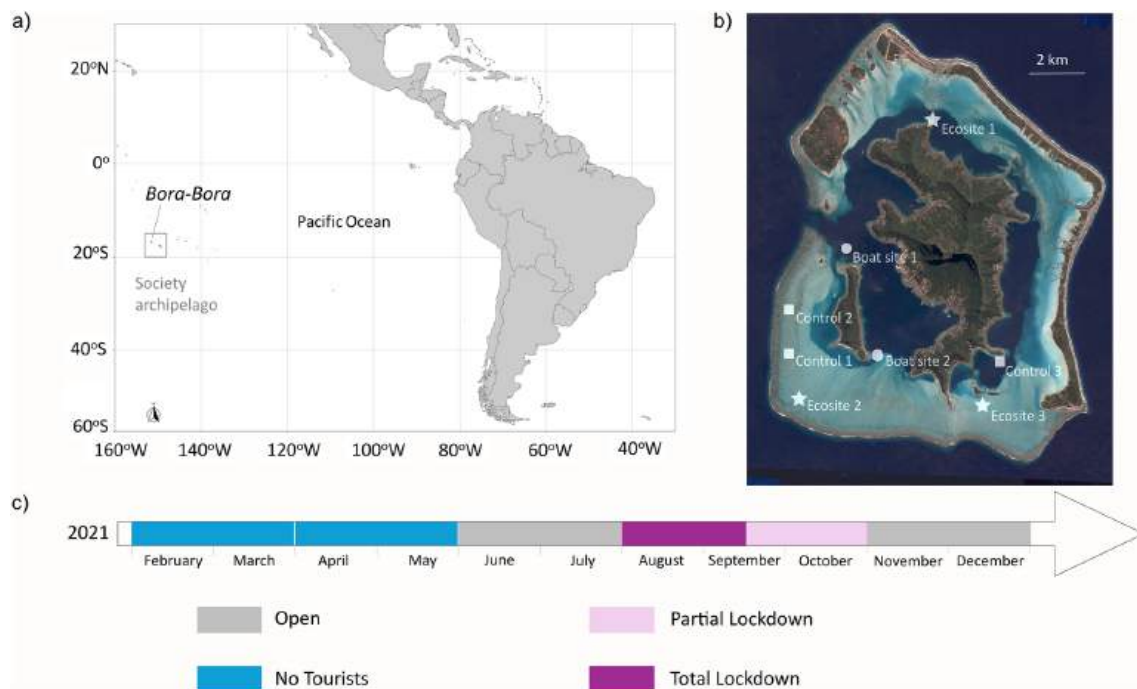 a)
20°N
0°
20°S
40°S
60°S
160°W 140°W 120°W 100°W 80°W 60°W 40°W
Bora-Bora
Pacific Ocean
Society
archipelago
b)
2 km
Ecosite 1
Boat site 1
Control 2
Control 1
Boat site 2
Control 3
Ecosite 2
Ecosite 3
c)
2021
February March April May June July August September October November December
Open
Partial Lockdown
No Tourists
Total Lockdown